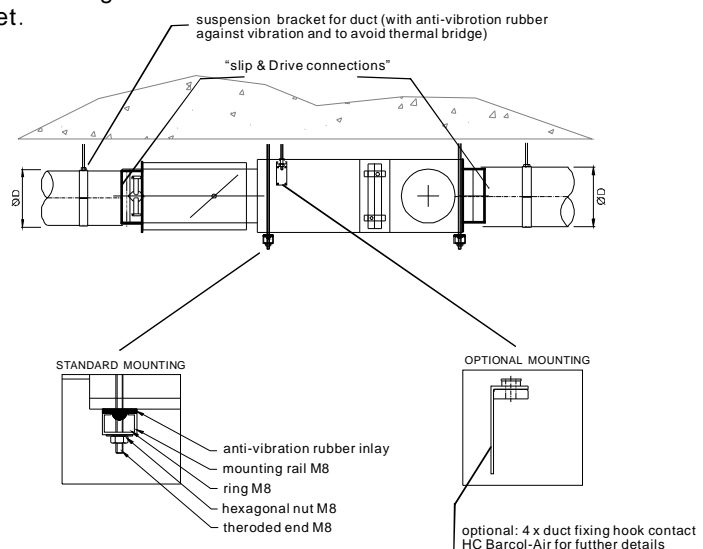 et.
suspension bracket for duct (with anti-vibrotion rubber
against vibration and to avoid thermal bridge)
“slip & Drive connections”
ØD
ØD
STANDARD MOUNTING
OPTIONAL MOUNTING
anti-vibration rubber inlay
mounting rail M8
ring M8
hexagonal nut M8
theroded end M8
optional: 4 x duct fixing hook contact
HC Barcol-Air for futther details